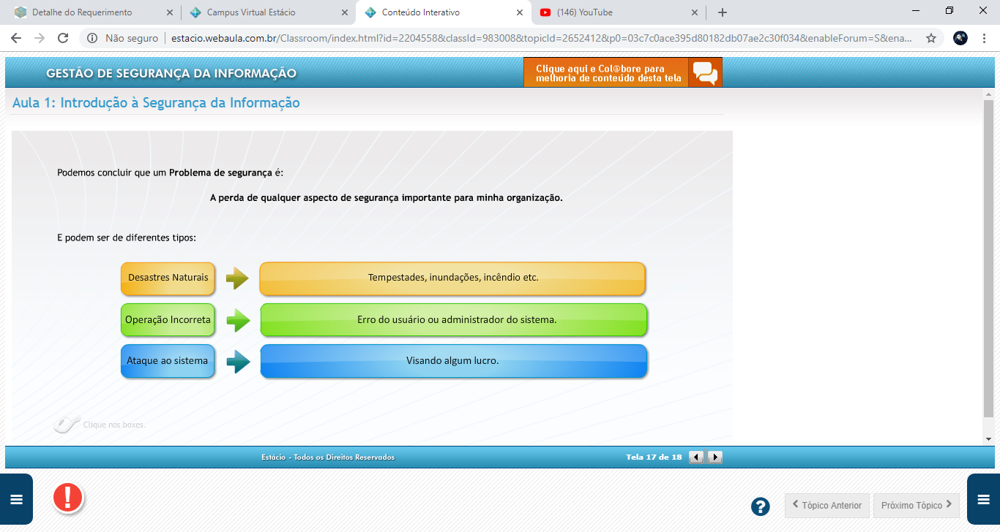 Detalhe do Requerimento
Campus Virtual Estácio
Conteúdo Interativo
(146) YouTube
Não seguro
estacio.webaula.com.br/Classroom/index.html?id=2204558&classId=983008&topicId=2652412&p0=03c7c0ace395d80182db07ae2c30f034&enableForum=S&ena...
GESTÃO DE SEGURANÇA DA INFORMAÇÃO
Clique aqui e Col@bore para
melhoria de conteúdo desta tela
Aula 1: Introdução à Segurança da Informação
Podemos concluir que um Problema de segurança é:
A perda de qualquer aspecto de segurança importante para minha organização.
E podem ser de diferentes tipos:
Desastres Naturais
Tempestades, inundações, incêndio etc.
Operação Incorreta
Erro do usuário ou administrador do sistema.
Ataque ao sistema
Visando algum lucro.
Clique nos boxes.
Estácio - Todos os Direitos Reservados
Tela 17 de 18
Tópico Anterior
Próximo Tópico